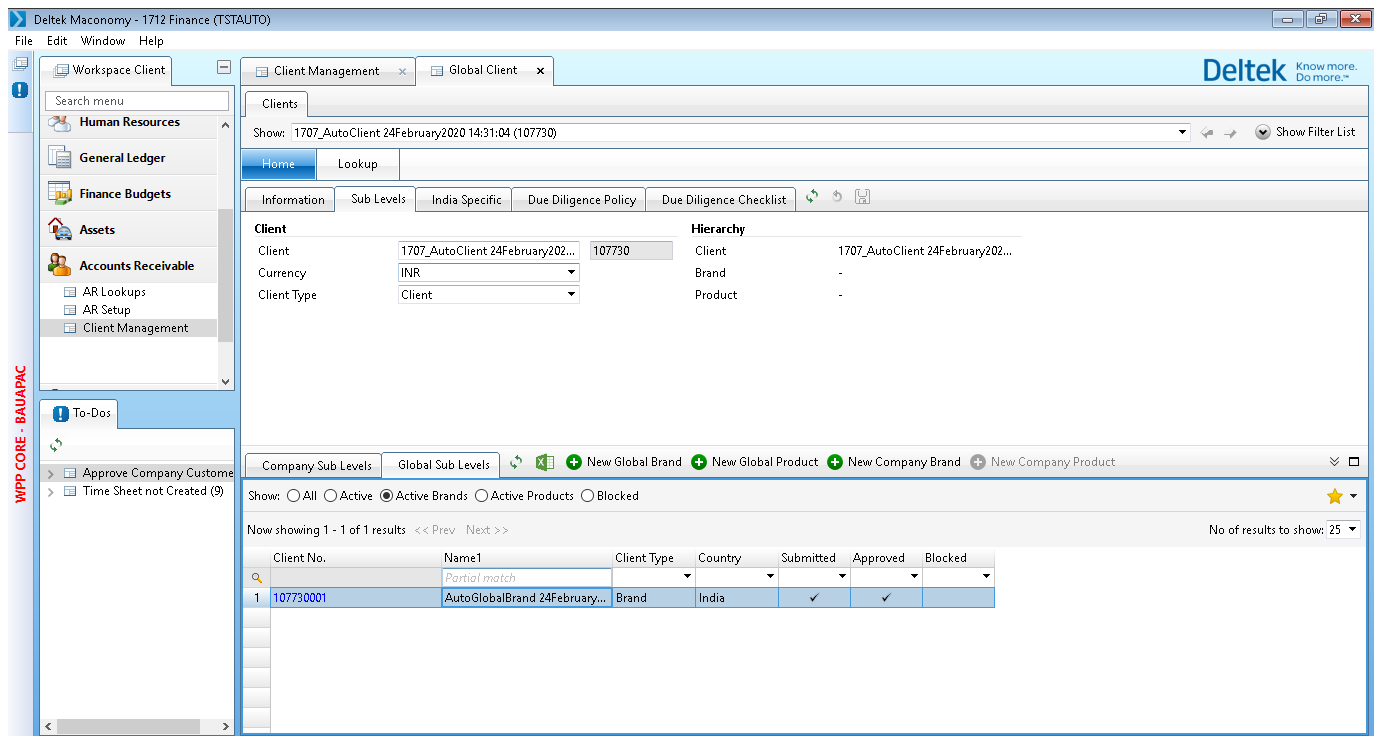 Deltek Maconomy - 1712 Finance (TSTAUTO)
File Edit Window Help
WPP CORE - BAUAPAC
Workspace Client
Search menu
Human Resources
General Ledger
Finance Budgets
Assets
Accounts Receivable
AR Lookups
AR Setup
Client Management
To-Dos
Approve Company Custome
Time Sheet not Created (9)
Client Management
Global Client
Deltek Know more. Do more.™
Clients
Show: 1707_AutoClient 24February2020 14:31:04 (107730)
Show Filter List
Home Lookup
Information Sub Levels India Specific Due Diligence Policy Due Diligence Checklist
Client
Client 1707_AutoClient 24February202... 107730
Currency INR
Client Type Client
Hierarchy
Client 1707_AutoClient 24February202...
Brand -
Product -
Company Sub Levels Global Sub Levels New Global Brand New Global Product New Company Brand New Company Product
Show: All Active Active Brands Active Products Blocked
Now showing 1 - 1 of 1 results << Prev Next >> No of results to show: 25
Client No. Name1 Client Type Country Submitted Approved Blocked
Partial match
1 107730001 AutoGlobalBrand 24February... Brand India ✓ ✓